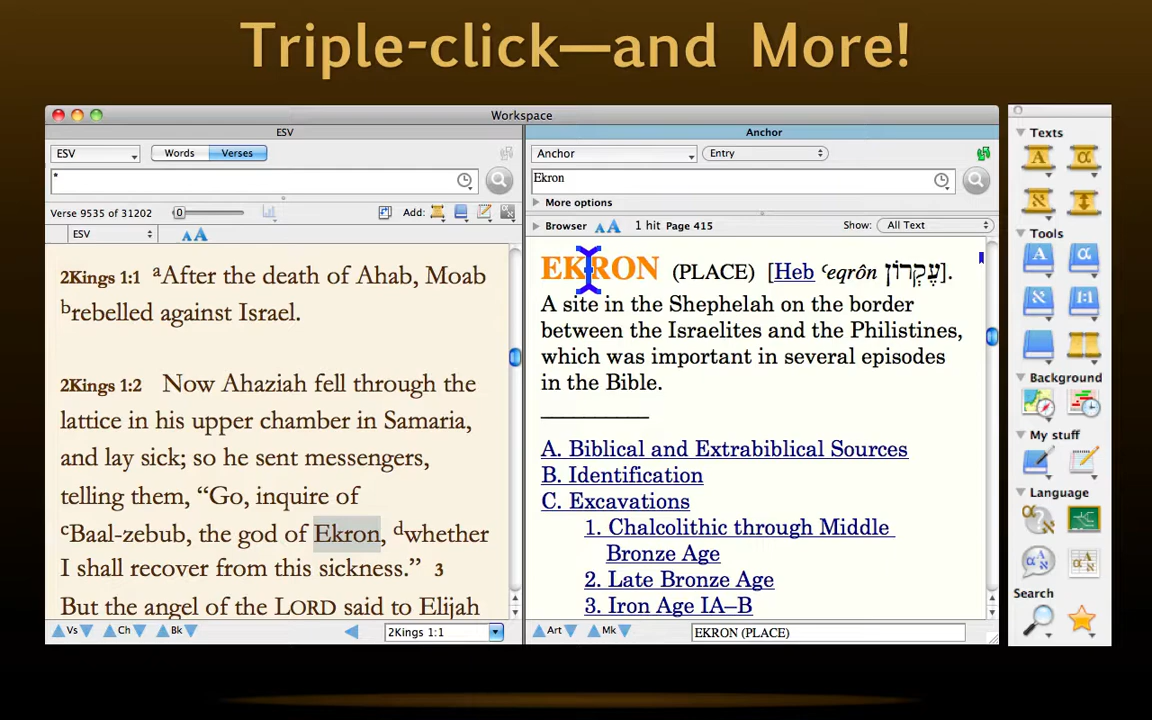 Triple-click—and More!
Workspace
ESV
ESV
Words
Verses
*
Verse 9535 of 31202
0
Add:
ESV
AA
2Kings 1:1 aAfter the death of Ahab, Moab
brebelled against Israel.
2Kings 1:2 Now Ahaziah fell through the
lattice in his upper chamber in Samaria,
and lay sick; so he sent messengers,
telling them, “Go, inquire of
cBaal-zebub, the god of Ekron, dwhether
I shall recover from this sickness.” 3
But the angel of the LORD said to Elijah
Vs
Ch
Bk
2Kings 1:1
Anchor
Anchor
Entry
Ekron
More options
Browser
AA
1 hit Page 415
Show:
All Text
EKRON (PLACE) [Heb ʿeqrôn עֶקְרוֹן].
A site in the Shephelah on the border
between the Israelites and the Philistines,
which was important in several episodes
in the Bible.
A. Biblical and Extrabiblical Sources
B. Identification
C. Excavations
1. Chalcolithic through Middle
Bronze Age
2. Late Bronze Age
3. Iron Age IA–B
Art
Mk
EKRON (PLACE)
Texts
A
α
א
Tools
A
α
א
1:1
Background
My stuff
Language
Search